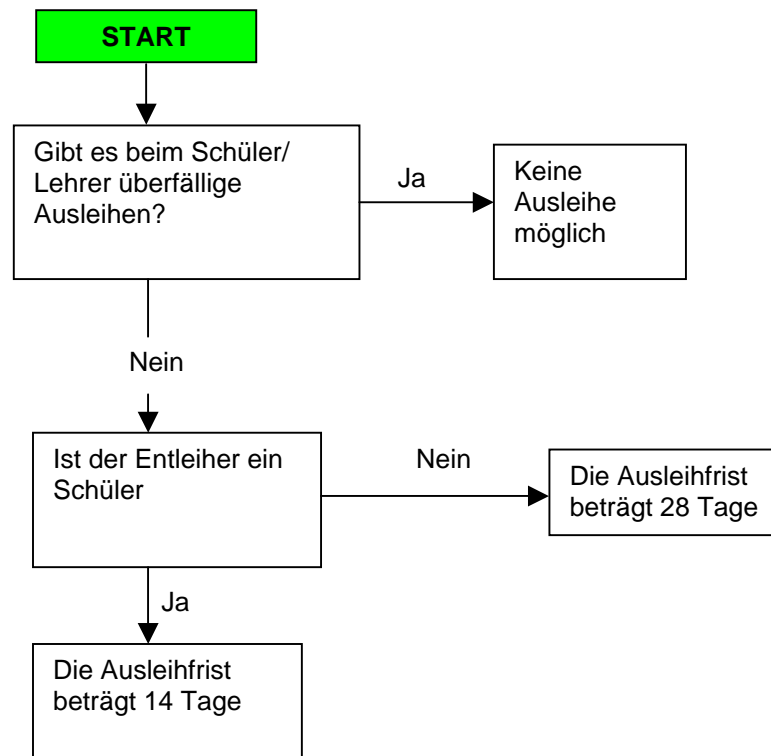 START
Gibt es beim Schüler/
Lehrer überfällige
Ausleihen?
Ja
Keine
Ausleihe
möglich
Nein
Ist der Entleiher ein
Schüler
Nein
Die Ausleihfrist
beträgt 28 Tage
Ja
Die Ausleihfrist
beträgt 14 Tage